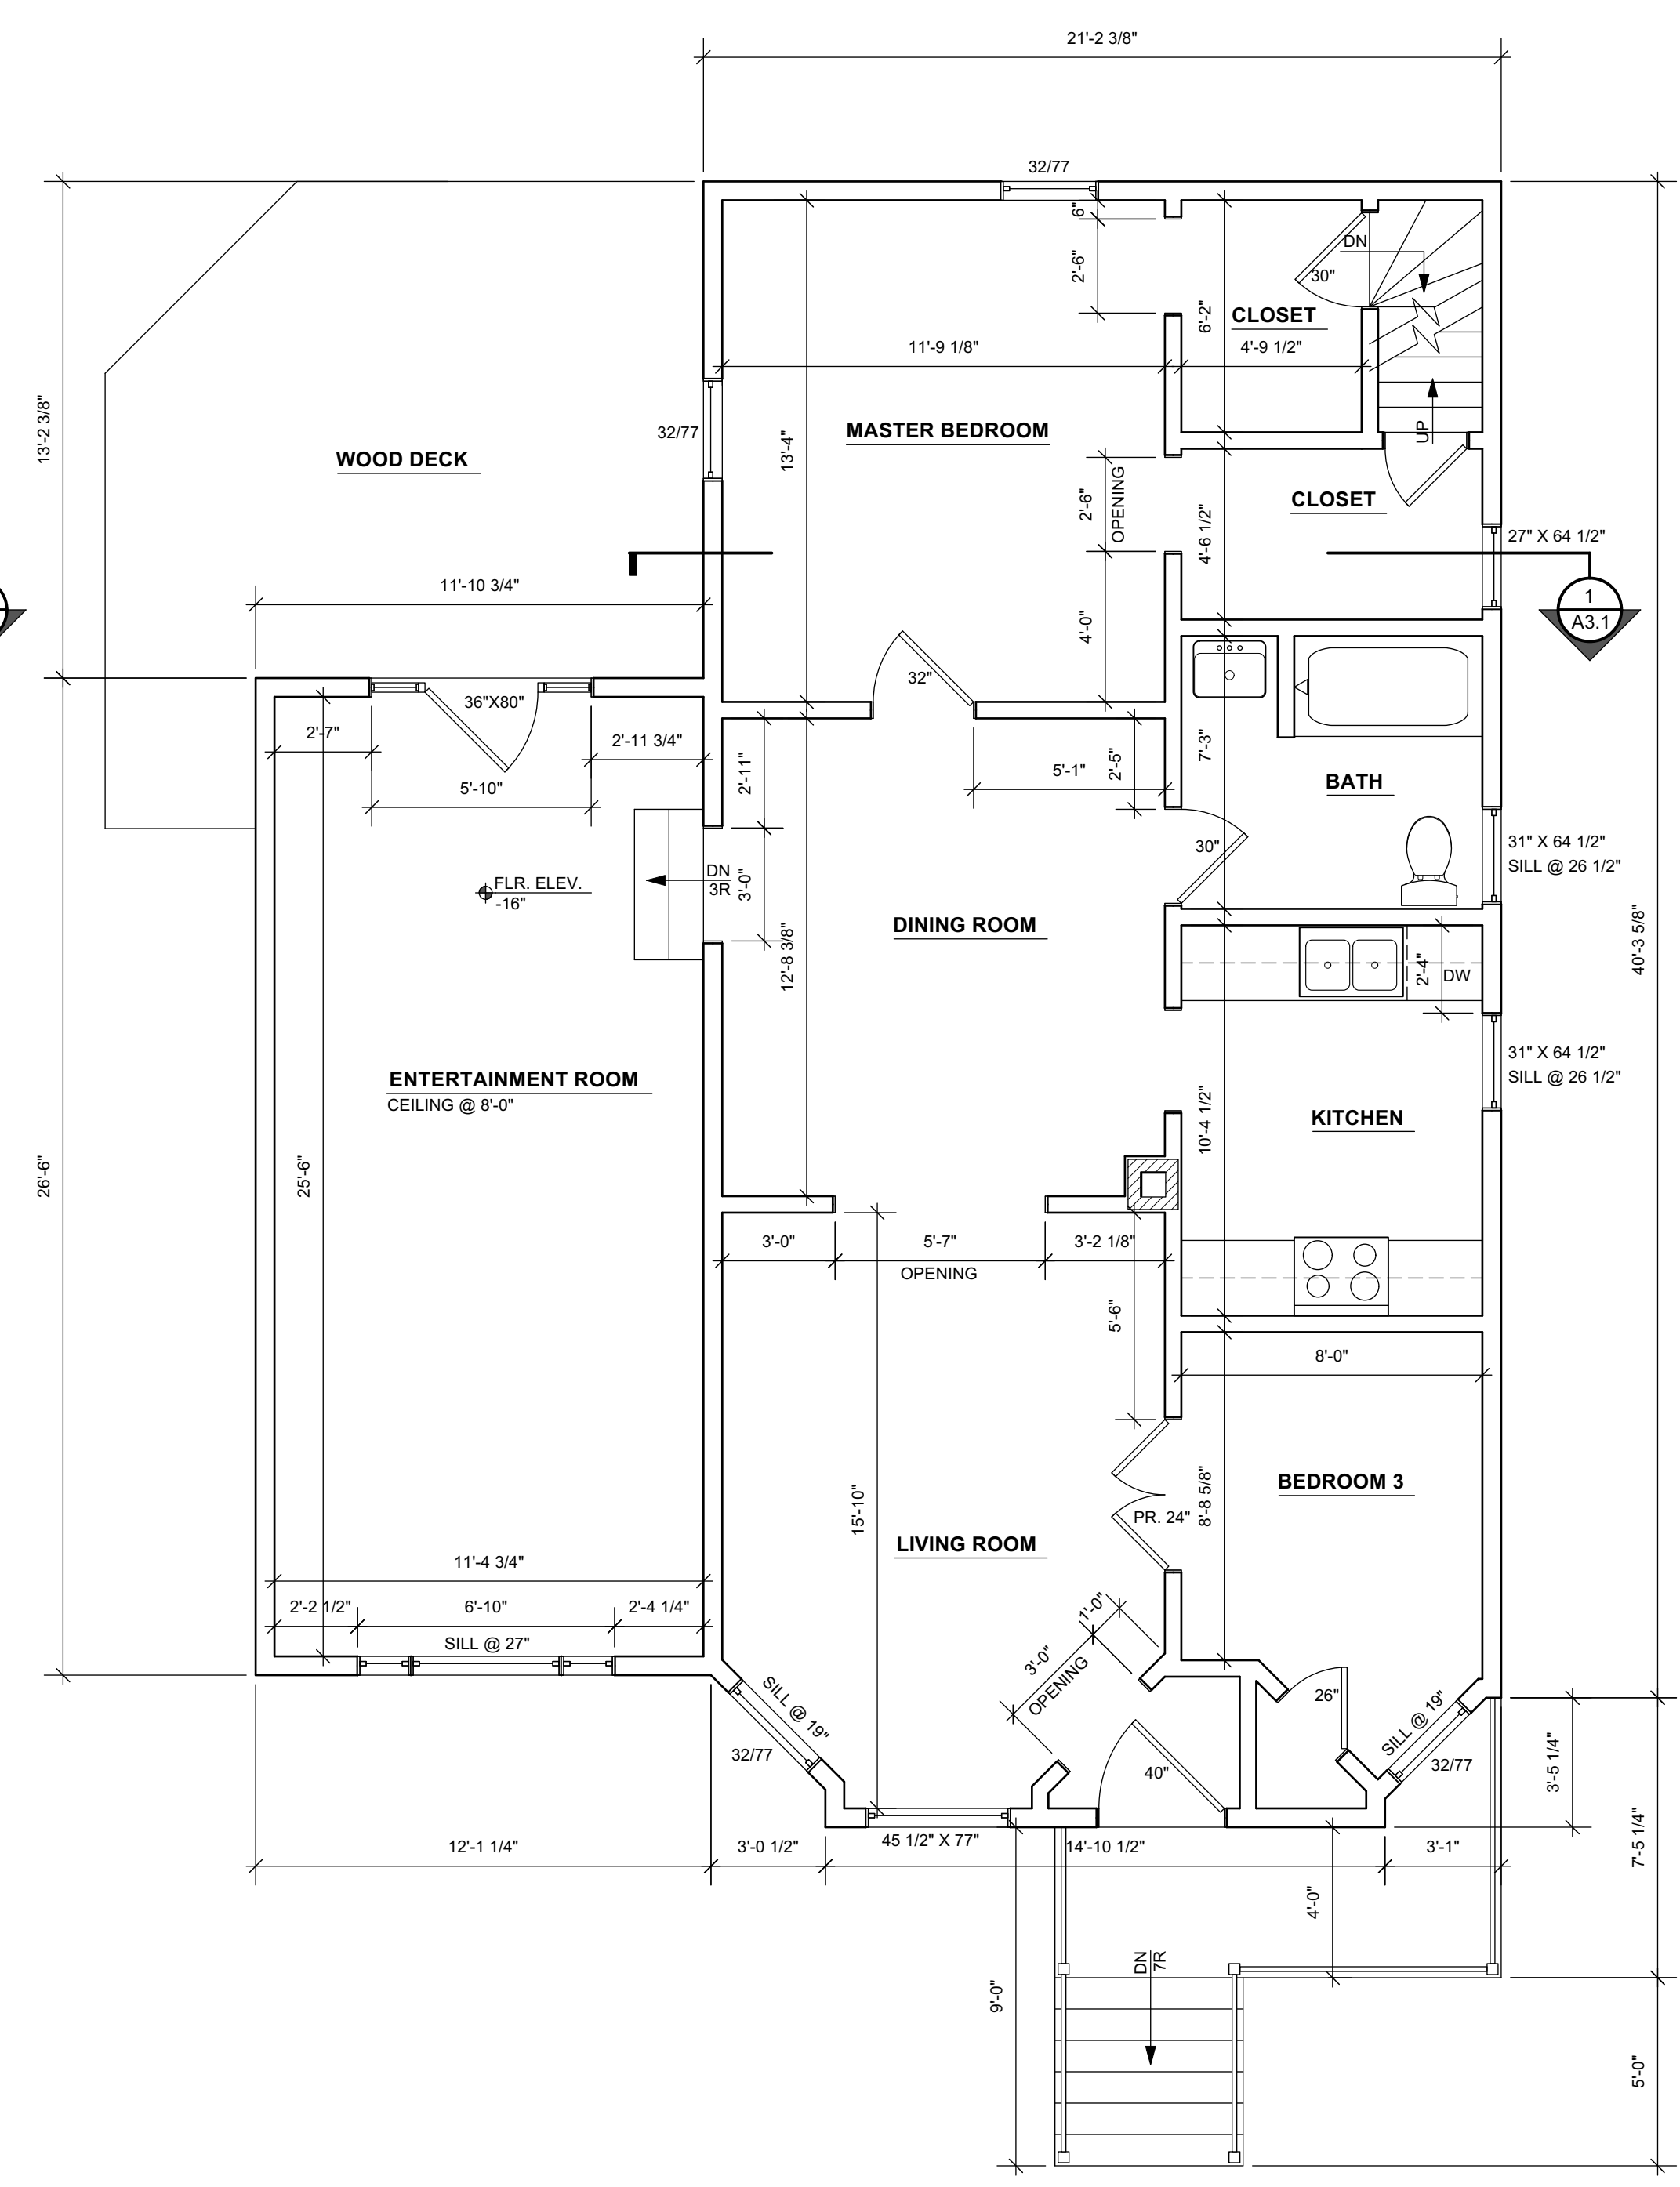 21'-2 3/8"
32/77
6"
2'-6"
DN
30"
CLOSET
6'-2"
4'-9 1/2"
11'-9 1/8"
13'-2 3/8"
MASTER BEDROOM
32/77
13'-4"
WOOD DECK
UP
2'-6"
OPENING
CLOSET
4'-6 1/2"
27" X 64 1/2"
11'-10 3/4"
1
A3.1
4'-0"
32"
36"X80"
2'-7"
2'-11 3/4"
5'-10"
2'-11"
5'-1"
2'-5"
7'-3"
BATH
30"
31" X 64 1/2"
SILL @ 26 1/2"
DN
3R
3'-0"
FLR. ELEV.
-16"
DINING ROOM
12'-8 3/8"
40'-3 5/8"
2'-4"
DW
31" X 64 1/2"
SILL @ 26 1/2"
ENTERTAINMENT ROOM
CEILING @ 8'-0"
KITCHEN
10'-4 1/2"
26'-6"
25'-6"
3'-0"
5'-7"
3'-2 1/8"
OPENING
5'-6"
8'-0"
BEDROOM 3
8'-8 5/8"
PR. 24"
15'-10"
LIVING ROOM
11'-4 3/4"
2'-2 1/2"
6'-10"
2'-4 1/4"
SILL @ 27"
1'-0"
3'-0"
OPENING
SILL @ 19"
32/77
26"
SILL @ 19"
32/77
40"
3'-5 1/4"
45 1/2" X 77"
12'-1 1/4"
3'-0 1/2"
14'-10 1/2"
3'-1"
7'-5 1/4"
4'-0"
DN
7R
9'-0"
5'-0"